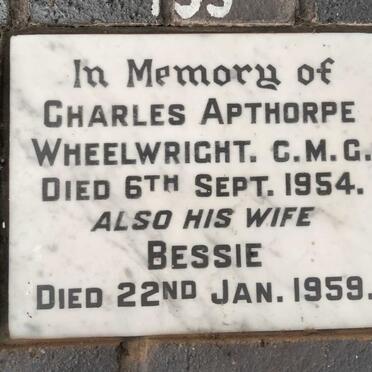 In Memory of
CHARLES APTHORPE
WHEELWRIGHT. C.M.G.
DIED 6TH SEPT. 1954.
ALSO HIS WIFE
BESSIE
DIED 22ND JAN. 1959.